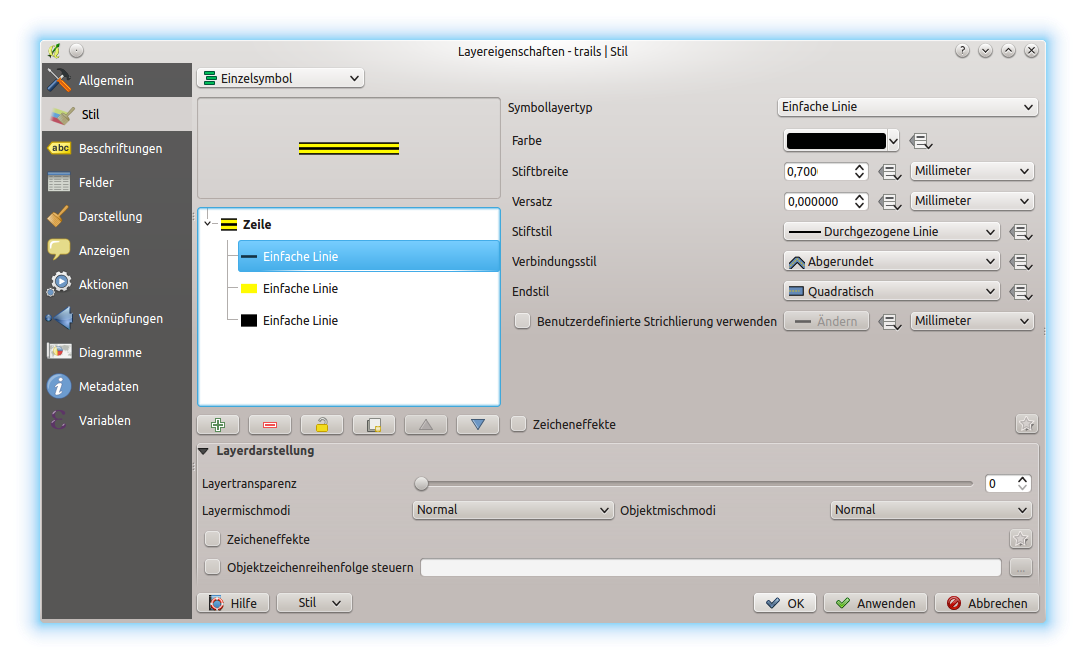 Layereigenschaften - trails | Stil
Allgemein
Stil
abc Beschriftungen
Felder
Darstellung
Anzeigen
Aktionen
Verknüpfungen
Diagramme
Metadaten
Variablen
Einzelsymbol
Zeile
Einfache Linie
Einfache Linie
Einfache Linie
Symbollayertyp Einfache Linie
Farbe
Stiftbreite 0,700 Millimeter
Versatz 0,000000 Millimeter
Stiftstil Durchgezogene Linie
Verbindungsstil Abgerundet
Endstil Quadratisch
Benutzerdefinierte Strichlierung verwenden Ändern Millimeter
Zeicheneffekte
Layerdarstellung
Layertransparenz 0
Layermischmodi Normal Objektmischmodi Normal
Zeicheneffekte
Objektzeichenreihenfolge steuern ...
Hilfe Stil OK Anwenden Abbrechen